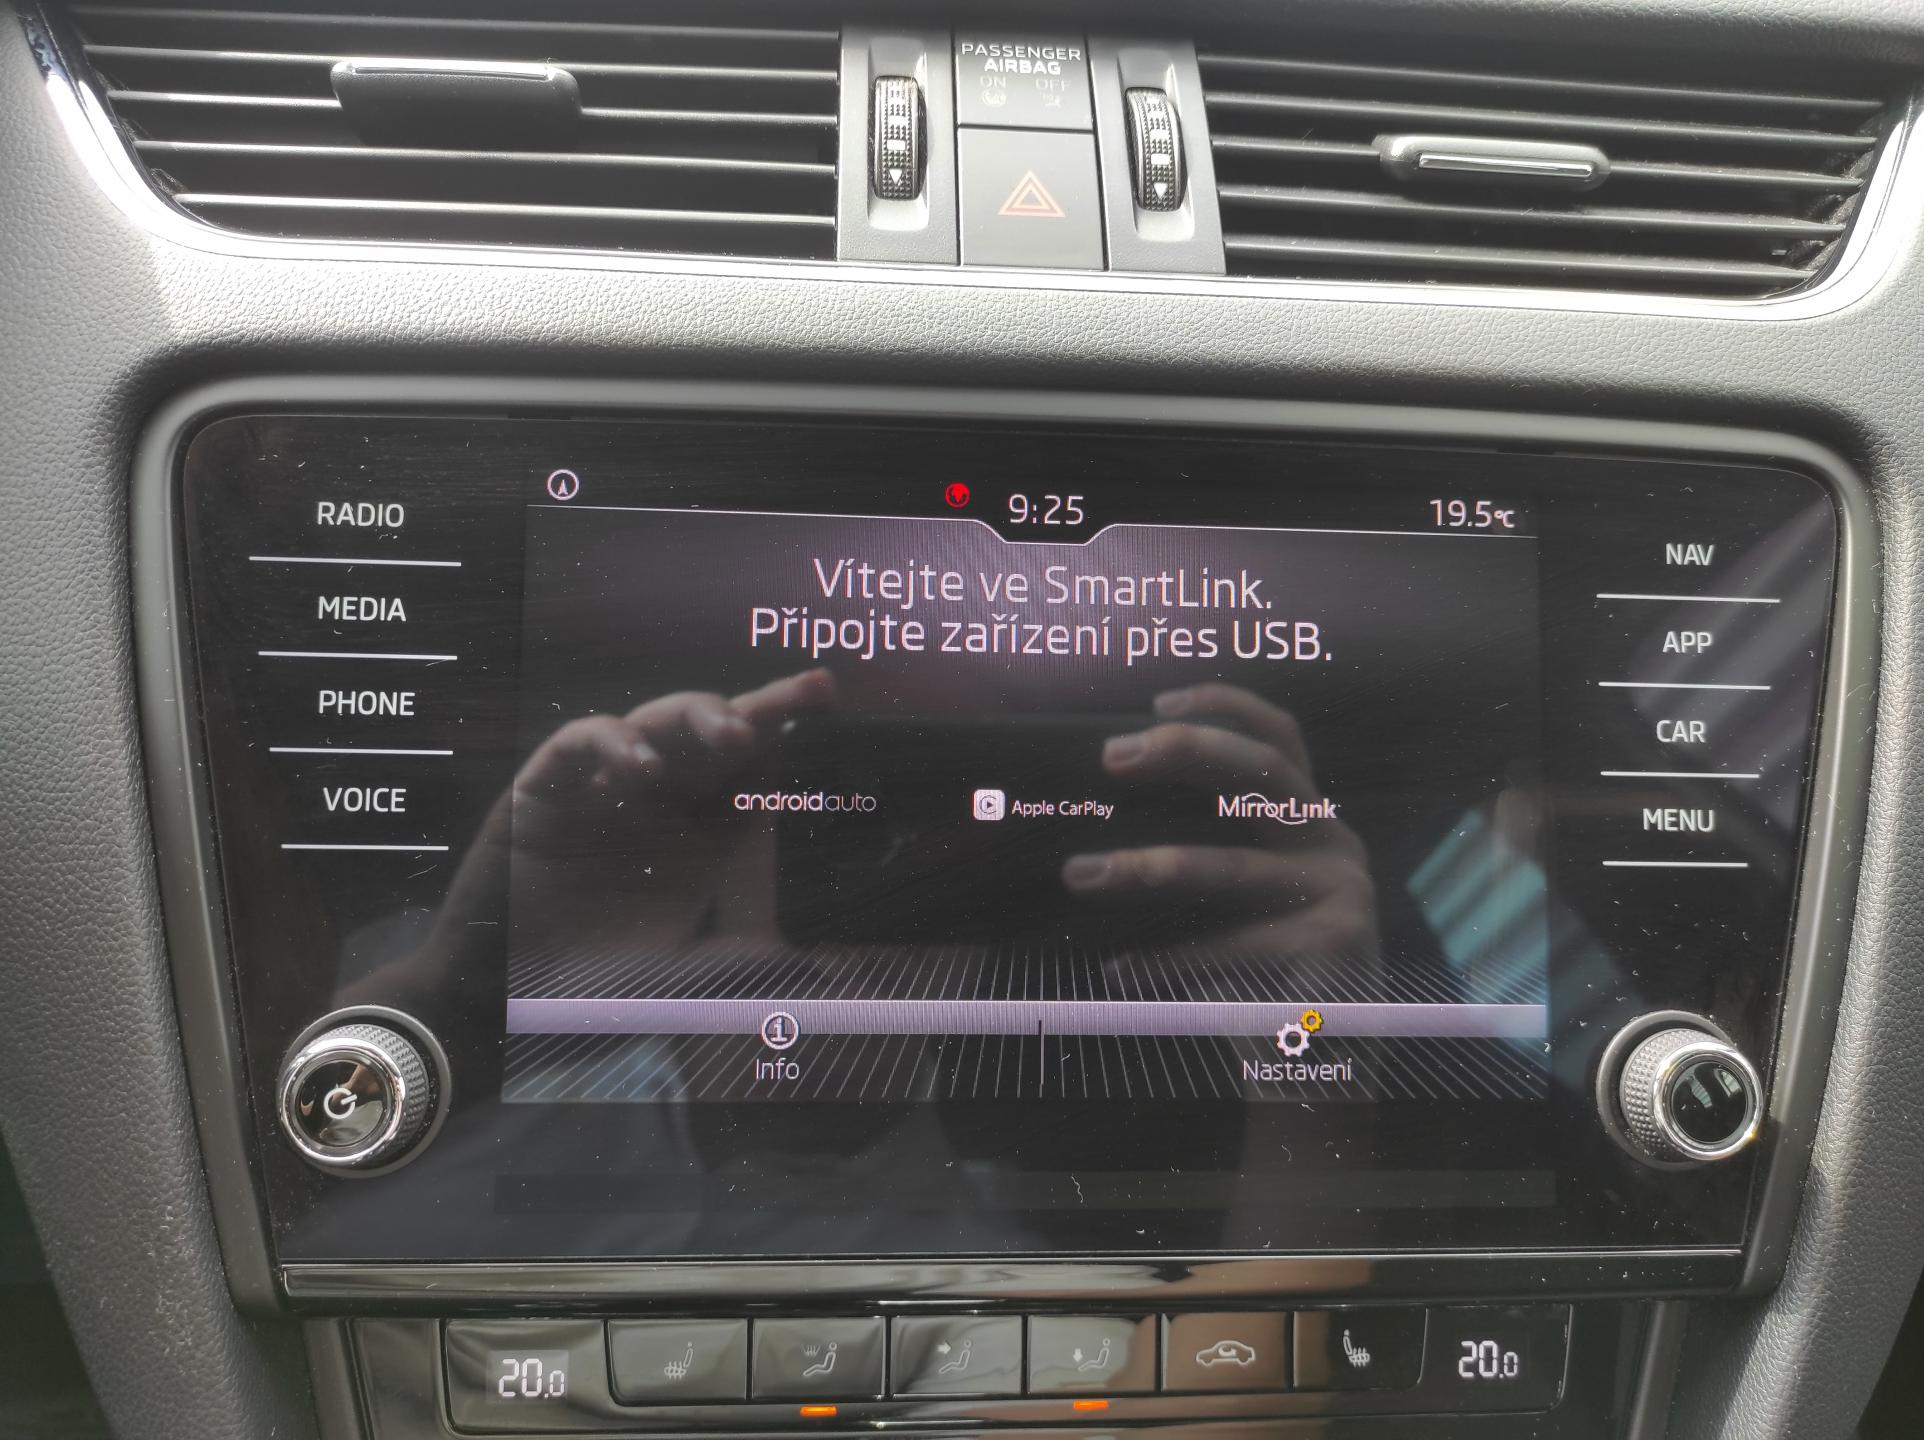 PASSENGER
AIRBAG
ON OFF
9:25
19.5°C
RADIO
MEDIA
PHONE
VOICE
Vítejte ve SmartLink.
Připojte zařízení přes USB.
androidauto
Apple CarPlay
MirrorLink
Info
Nastavení
NAV
APP
CAR
MENU
20.0
20.0